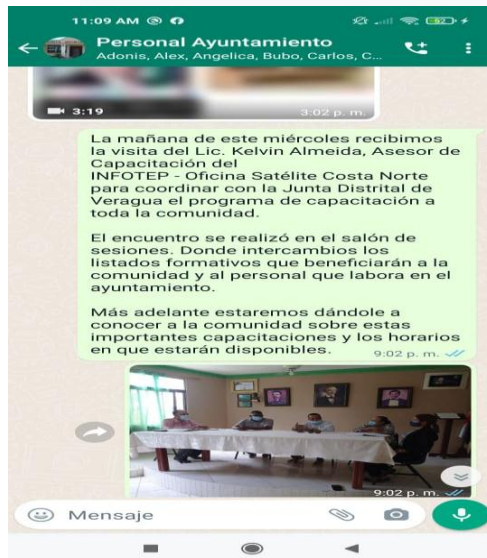 11:09 AM
92
Personal Ayuntamiento
Adonis, Alex, Angelica, Bubo, Carlos, C...
3:19
3:02 p. m.
La mañana de este miércoles recibimos
la visita del Lic. Kelvin Almeida, Asesor de
Capacitación del
INFOTEP - Oficina Satélite Costa Norte
para coordinar con la Junta Distrital de
Veragua el programa de capacitación a
toda la comunidad.
El encuentro se realizó en el salón de
sesiones. Donde intercambios los
listados formativos que beneficiarán a la
comunidad y al personal que labora en el
ayuntamiento.
Más adelante estaremos dándole a
conocer a la comunidad sobre estas
importantes capacitaciones y los horarios
en que estarán disponibles.
9:02 p. m.
9:02 p. m.
Mensaje